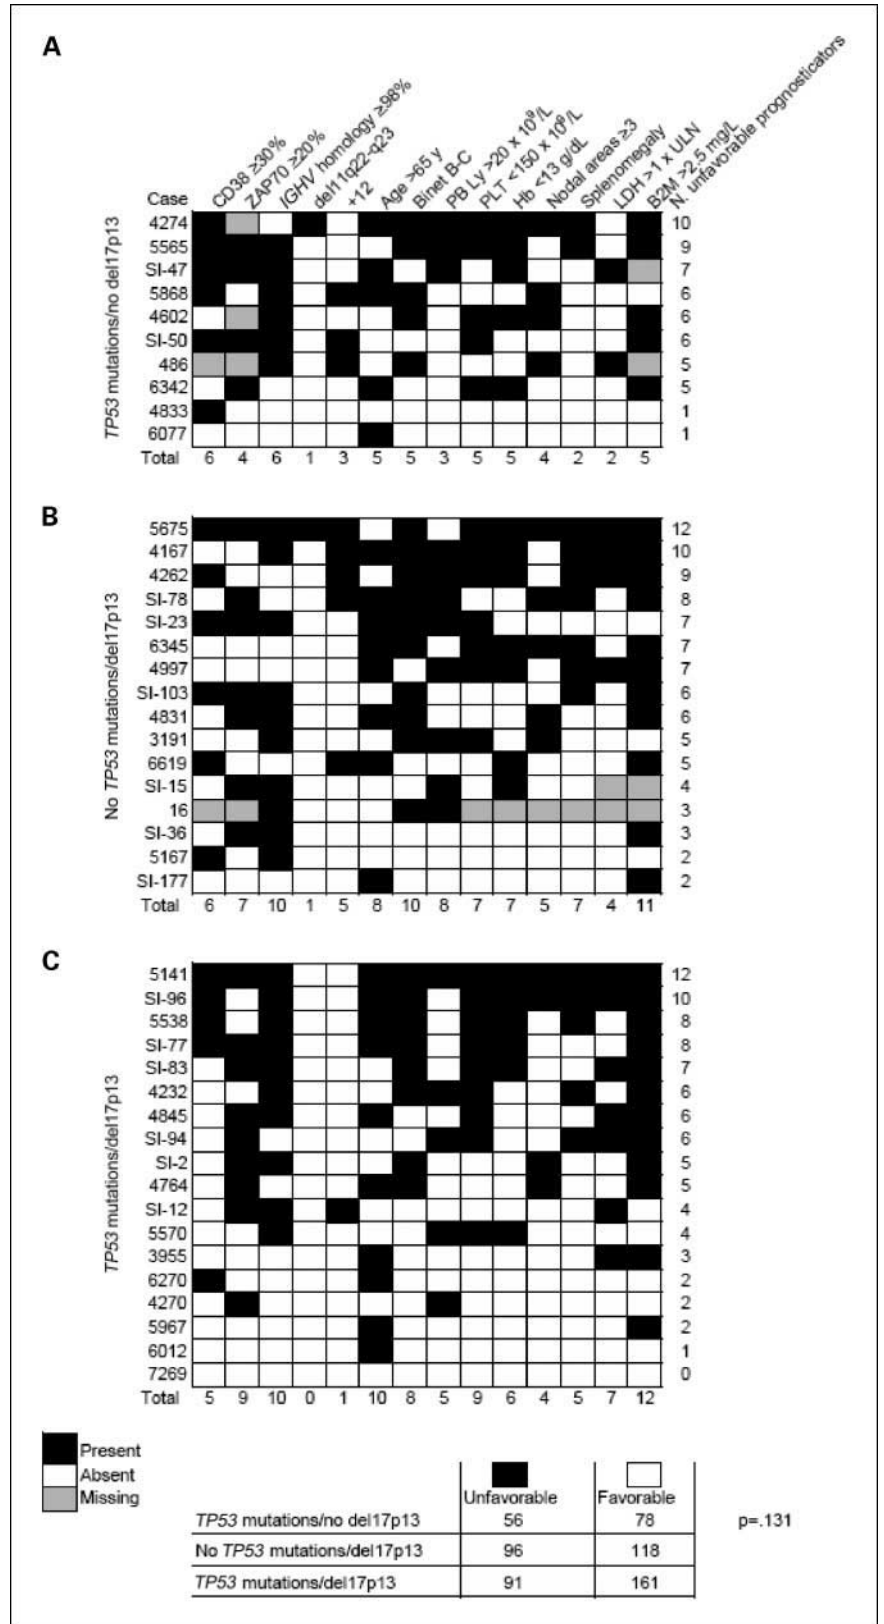 A
CD38 ≥30%
ZAP70 ≥20%
IGHV homology ≥98%
del11q22-q23
+12
Age >65 y
Binet B-C
PB Ly >20 x 10⁹/L
PLT <150 x 10⁹/L
Hb <13 g/dL
Nodal areas ≥3
Splenomegaly
LDH >1 x ULN
B2M >2.5 mg/L
N. unfavorable prognosticators
Case
TP53 mutations/no del17p13
4274 10
5565 9
SI-47 7
5868 6
4602 6
SI-50 6
486 5
6342 5
4833 1
6077 1
Total 6 4 6 1 3 5 5 3 5 5 4 2 2 5
B
No TP53 mutations/del17p13
5675 12
4167 10
4262 9
SI-78 8
SI-23 7
6345 7
4997 7
SI-103 6
4831 6
3191 5
6619 5
SI-15 4
16 3
SI-36 3
5167 2
SI-177 2
Total 6 7 10 1 5 8 10 8 7 7 5 7 4 11
C
TP53 mutations/del17p13
5141 12
SI-96 10
5538 8
SI-77 8
SI-83 7
4232 6
4845 6
SI-94 6
SI-2 5
4764 5
SI-12 4
5570 4
3955 3
6270 2
4270 2
5967 2
6012 1
7269 0
Total 5 9 10 0 1 10 8 5 9 6 4 5 7 12
Present
Absent
Missing
Unfavorable Favorable
TP53 mutations/no del17p13 56 78 p=.131
No TP53 mutations/del17p13 96 118
TP53 mutations/del17p13 91 161